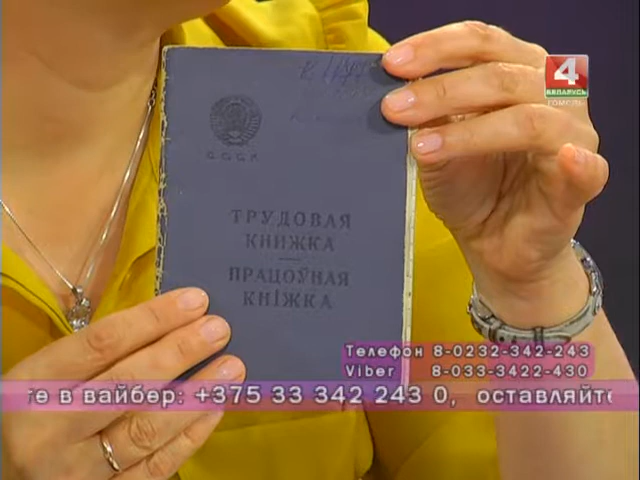 4
БЕЛАРУСЬ
ГОМЕЛЬ
С С С Р
ТРУДОВАЯ
КНИЖКА
ПРАЦОЎНАЯ
КНІЖКА
Телефон 8-0232-342-243
Viber 8-033-3422-430
те в вайбер: +375 33 342 243 0, оставляйте